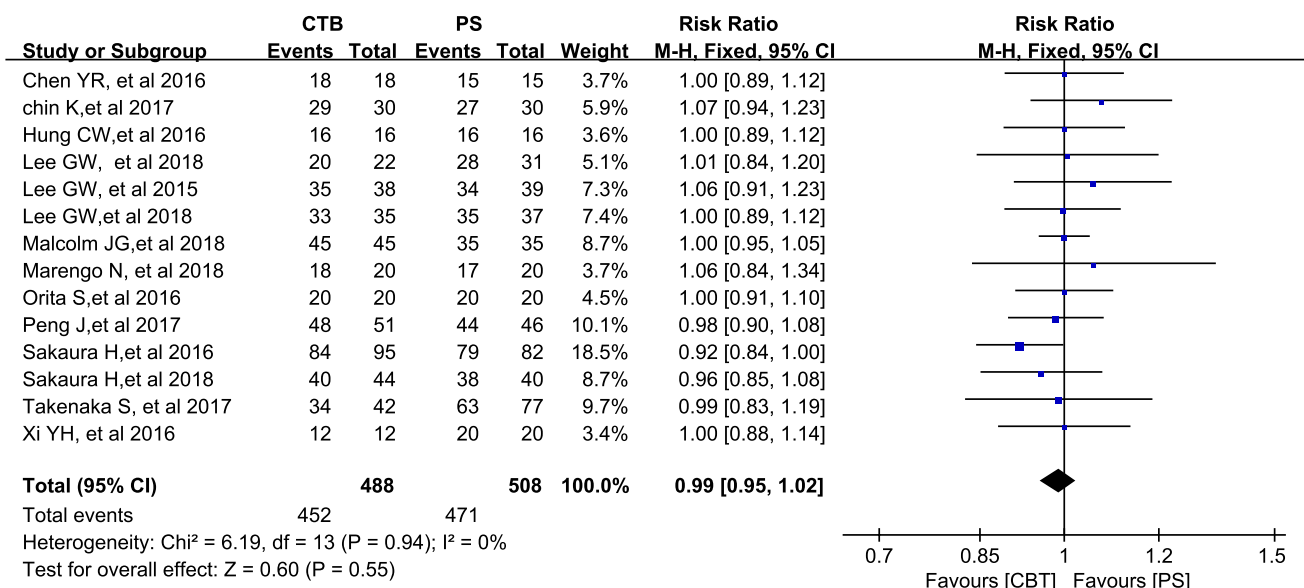 CTB PS Risk Ratio Risk Ratio
Study or Subgroup Events Total Events Total Weight M-H, Fixed, 95% CI M-H, Fixed, 95% CI
Chen YR, et al 2016 18 18 15 15 3.7% 1.00 [0.89, 1.12]
chin K,et al 2017 29 30 27 30 5.9% 1.07 [0.94, 1.23]
Hung CW,et al 2016 16 16 16 16 3.6% 1.00 [0.89, 1.12]
Lee GW, et al 2018 20 22 28 31 5.1% 1.01 [0.84, 1.20]
Lee GW, et al 2015 35 38 34 39 7.3% 1.06 [0.91, 1.23]
Lee GW,et al 2018 33 35 35 37 7.4% 1.00 [0.89, 1.12]
Malcolm JG,et al 2018 45 45 35 35 8.7% 1.00 [0.95, 1.05]
Marengo N, et al 2018 18 20 17 20 3.7% 1.06 [0.84, 1.34]
Orita S,et al 2016 20 20 20 20 4.5% 1.00 [0.91, 1.10]
Peng J,et al 2017 48 51 44 46 10.1% 0.98 [0.90, 1.08]
Sakaura H,et al 2016 84 95 79 82 18.5% 0.92 [0.84, 1.00]
Sakaura H,et al 2018 40 44 38 40 8.7% 0.96 [0.85, 1.08]
Takenaka S, et al 2017 34 42 63 77 9.7% 0.99 [0.83, 1.19]
Xi YH, et al 2016 12 12 20 20 3.4% 1.00 [0.88, 1.14]
Total (95% CI) 488 508 100.0% 0.99 [0.95, 1.02]
Total events 452 471
Heterogeneity: Chi² = 6.19, df = 13 (P = 0.94); I² = 0%
Test for overall effect: Z = 0.60 (P = 0.55)
0.7 0.85 1 1.2 1.5
Favours [CBT] Favours [PS]